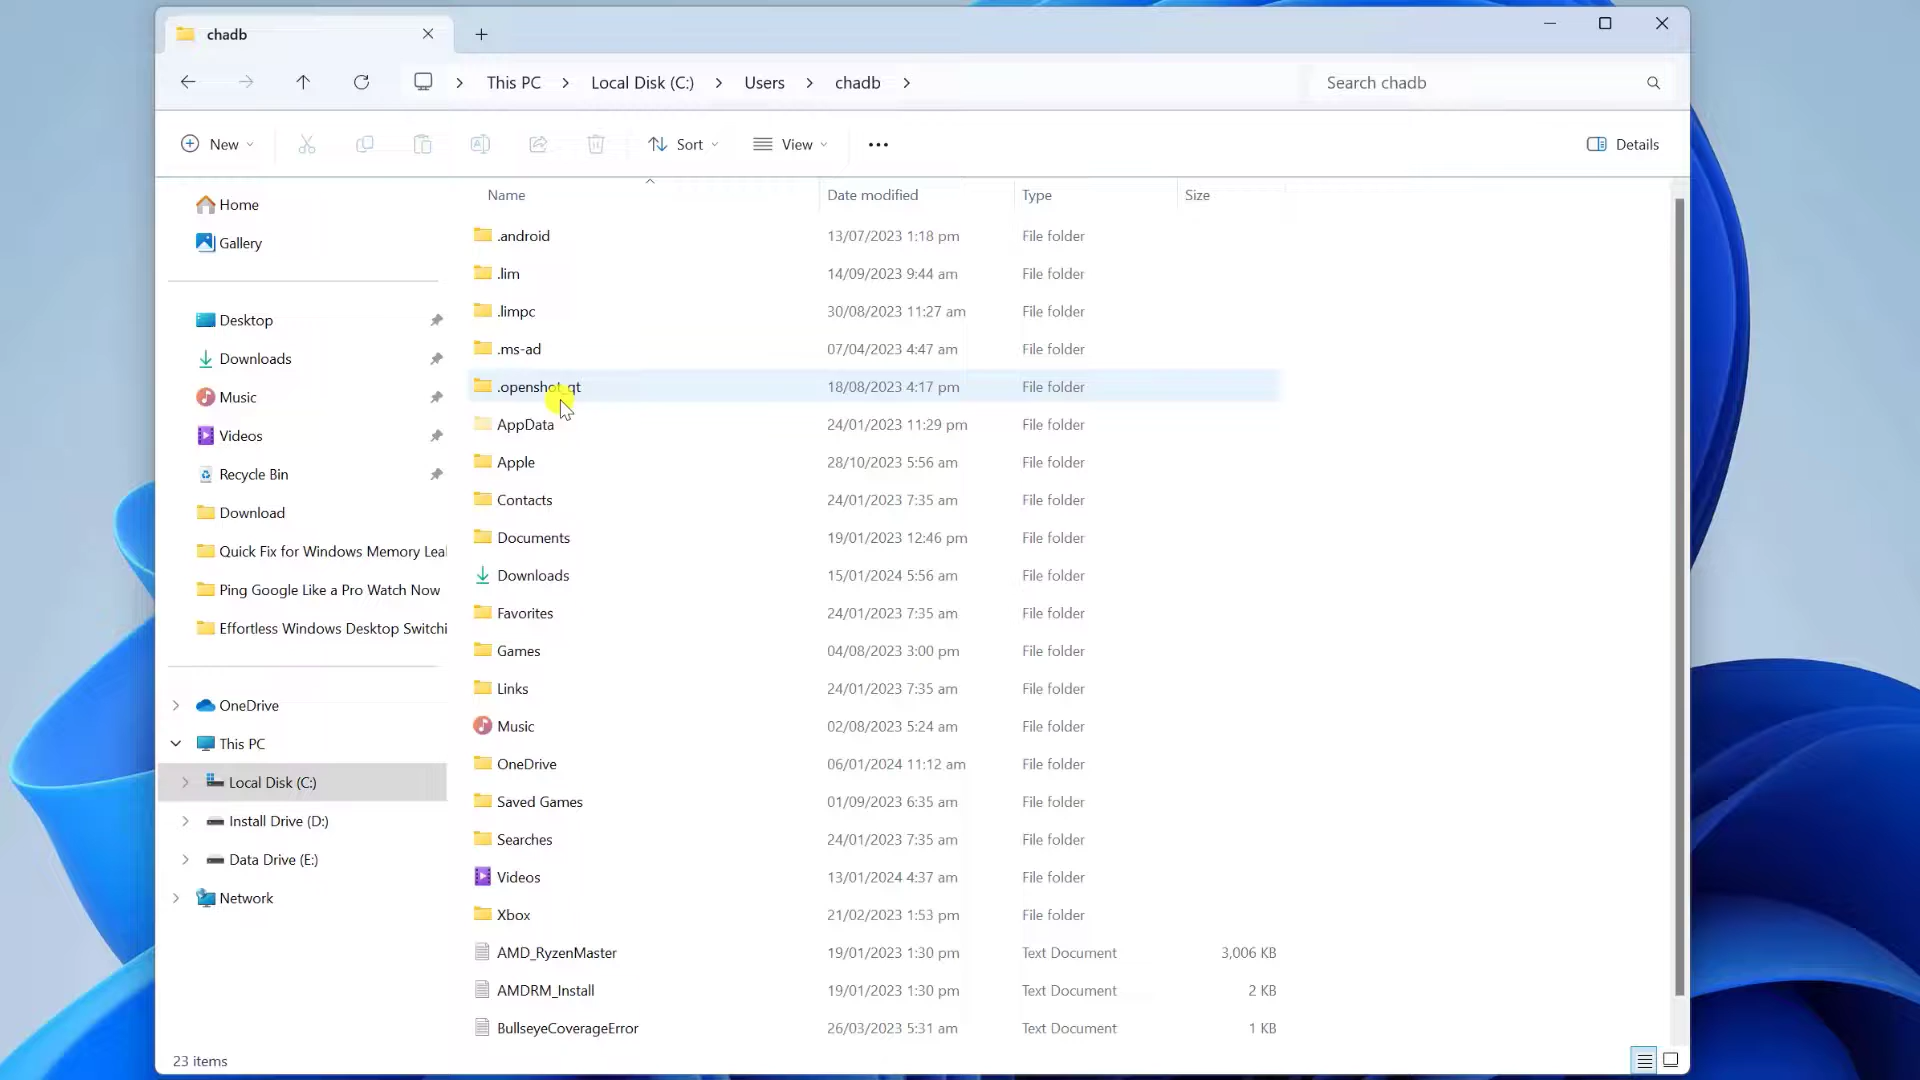 chadb
This PC
Local Disk (C:)
Users
chadb
Search chadb
New
Sort
View
Details
Home
Gallery
Desktop
Downloads
Music
Videos
Recycle Bin
Download
Quick Fix for Windows Memory Lea
Ping Google Like a Pro Watch Now
Effortless Windows Desktop Switchi
OneDrive
This PC
Local Disk (C:)
Install Drive (D:)
Data Drive (E:)
Network
Name Date modified Type Size
.android 13/07/2023 1:18 pm File folder
.lim 14/09/2023 9:44 am File folder
.limpc 30/08/2023 11:27 am File folder
.ms-ad 07/04/2023 4:47 am File folder
.openshot_qt 18/08/2023 4:17 pm File folder
AppData 24/01/2023 11:29 pm File folder
Apple 28/10/2023 5:56 am File folder
Contacts 24/01/2023 7:35 am File folder
Documents 19/01/2023 12:46 pm File folder
Downloads 15/01/2024 5:56 am File folder
Favorites 24/01/2023 7:35 am File folder
Games 04/08/2023 3:00 pm File folder
Links 24/01/2023 7:35 am File folder
Music 02/08/2023 5:24 am File folder
OneDrive 06/01/2024 11:12 am File folder
Saved Games 01/09/2023 6:35 am File folder
Searches 24/01/2023 7:35 am File folder
Videos 13/01/2024 4:37 am File folder
Xbox 21/02/2023 1:53 pm File folder
AMD_RyzenMaster 19/01/2023 1:30 pm Text Document 3,006 KB
AMDRM_Install 19/01/2023 1:30 pm Text Document 2 KB
BullseyeCoverageError 26/03/2023 5:31 am Text Document 1 KB
23 items